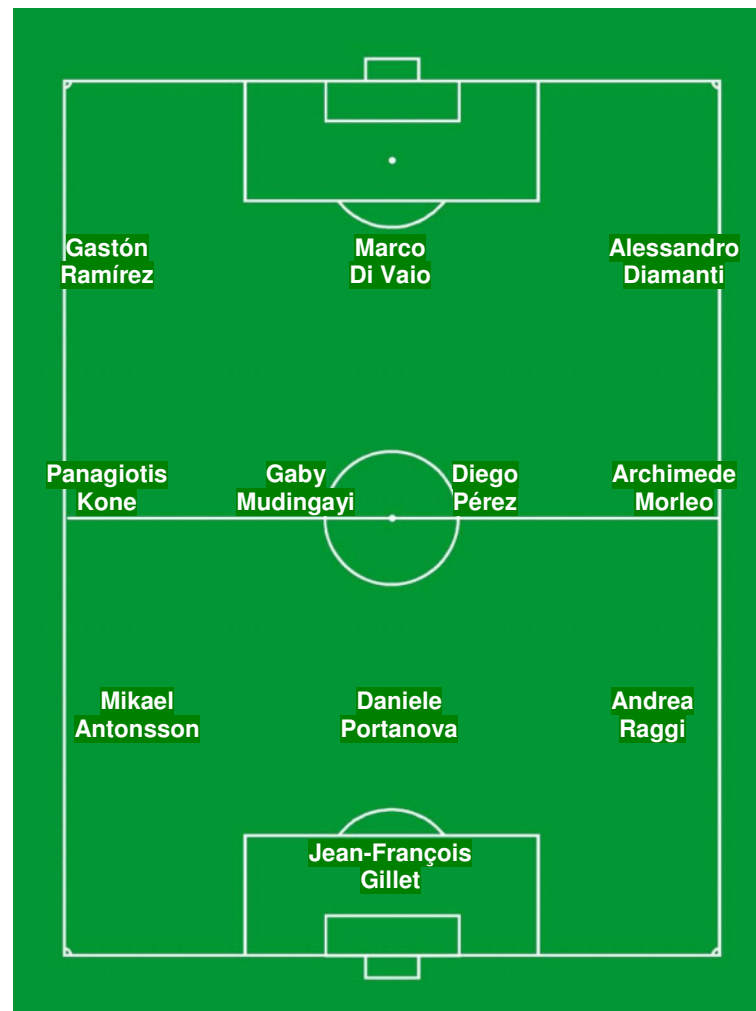 Gastón
Ramírez
Marco
Di Vaio
Alessandro
Diamanti
Panagiotis
Kone
Gaby
Mudingayi
Diego
Pérez
Archimede
Morleo
Mikael
Antonsson
Daniele
Portanova
Andrea
Raggi
Jean-François
Gillet